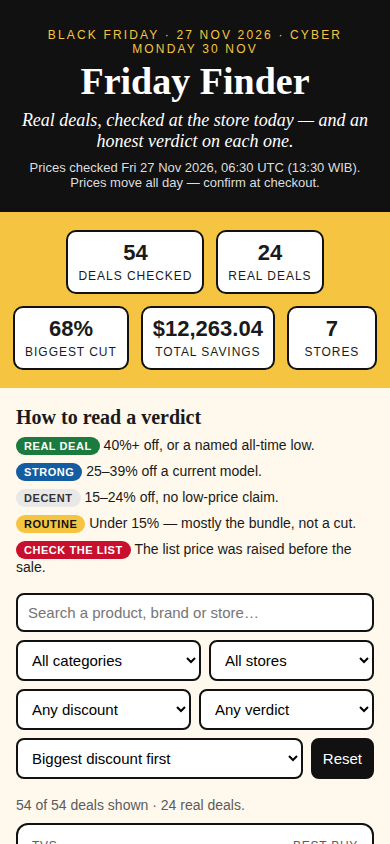 BLACK FRIDAY · 27 NOV 2026 · CYBER
MONDAY 30 NOV
Friday Finder
Real deals, checked at the store today — and an
honest verdict on each one.
Prices checked Fri 27 Nov 2026, 06:30 UTC (13:30 WIB).
Prices move all day — confirm at checkout.
54
DEALS CHECKED
24
REAL DEALS
68%
BIGGEST CUT
$12,263.04
TOTAL SAVINGS
7
STORES
How to read a verdict
REAL DEAL 40%+ off, or a named all-time low.
STRONG 25–39% off a current model.
DECENT 15–24% off, no low-price claim.
ROUTINE Under 15% — mostly the bundle, not a cut.
CHECK THE LIST The list price was raised before the
sale.
Search a product, brand or store…
All categories
All stores
Any discount
Any verdict
Biggest discount first
Reset
54 of 54 deals shown · 24 real deals.
TVS
BEST BUY